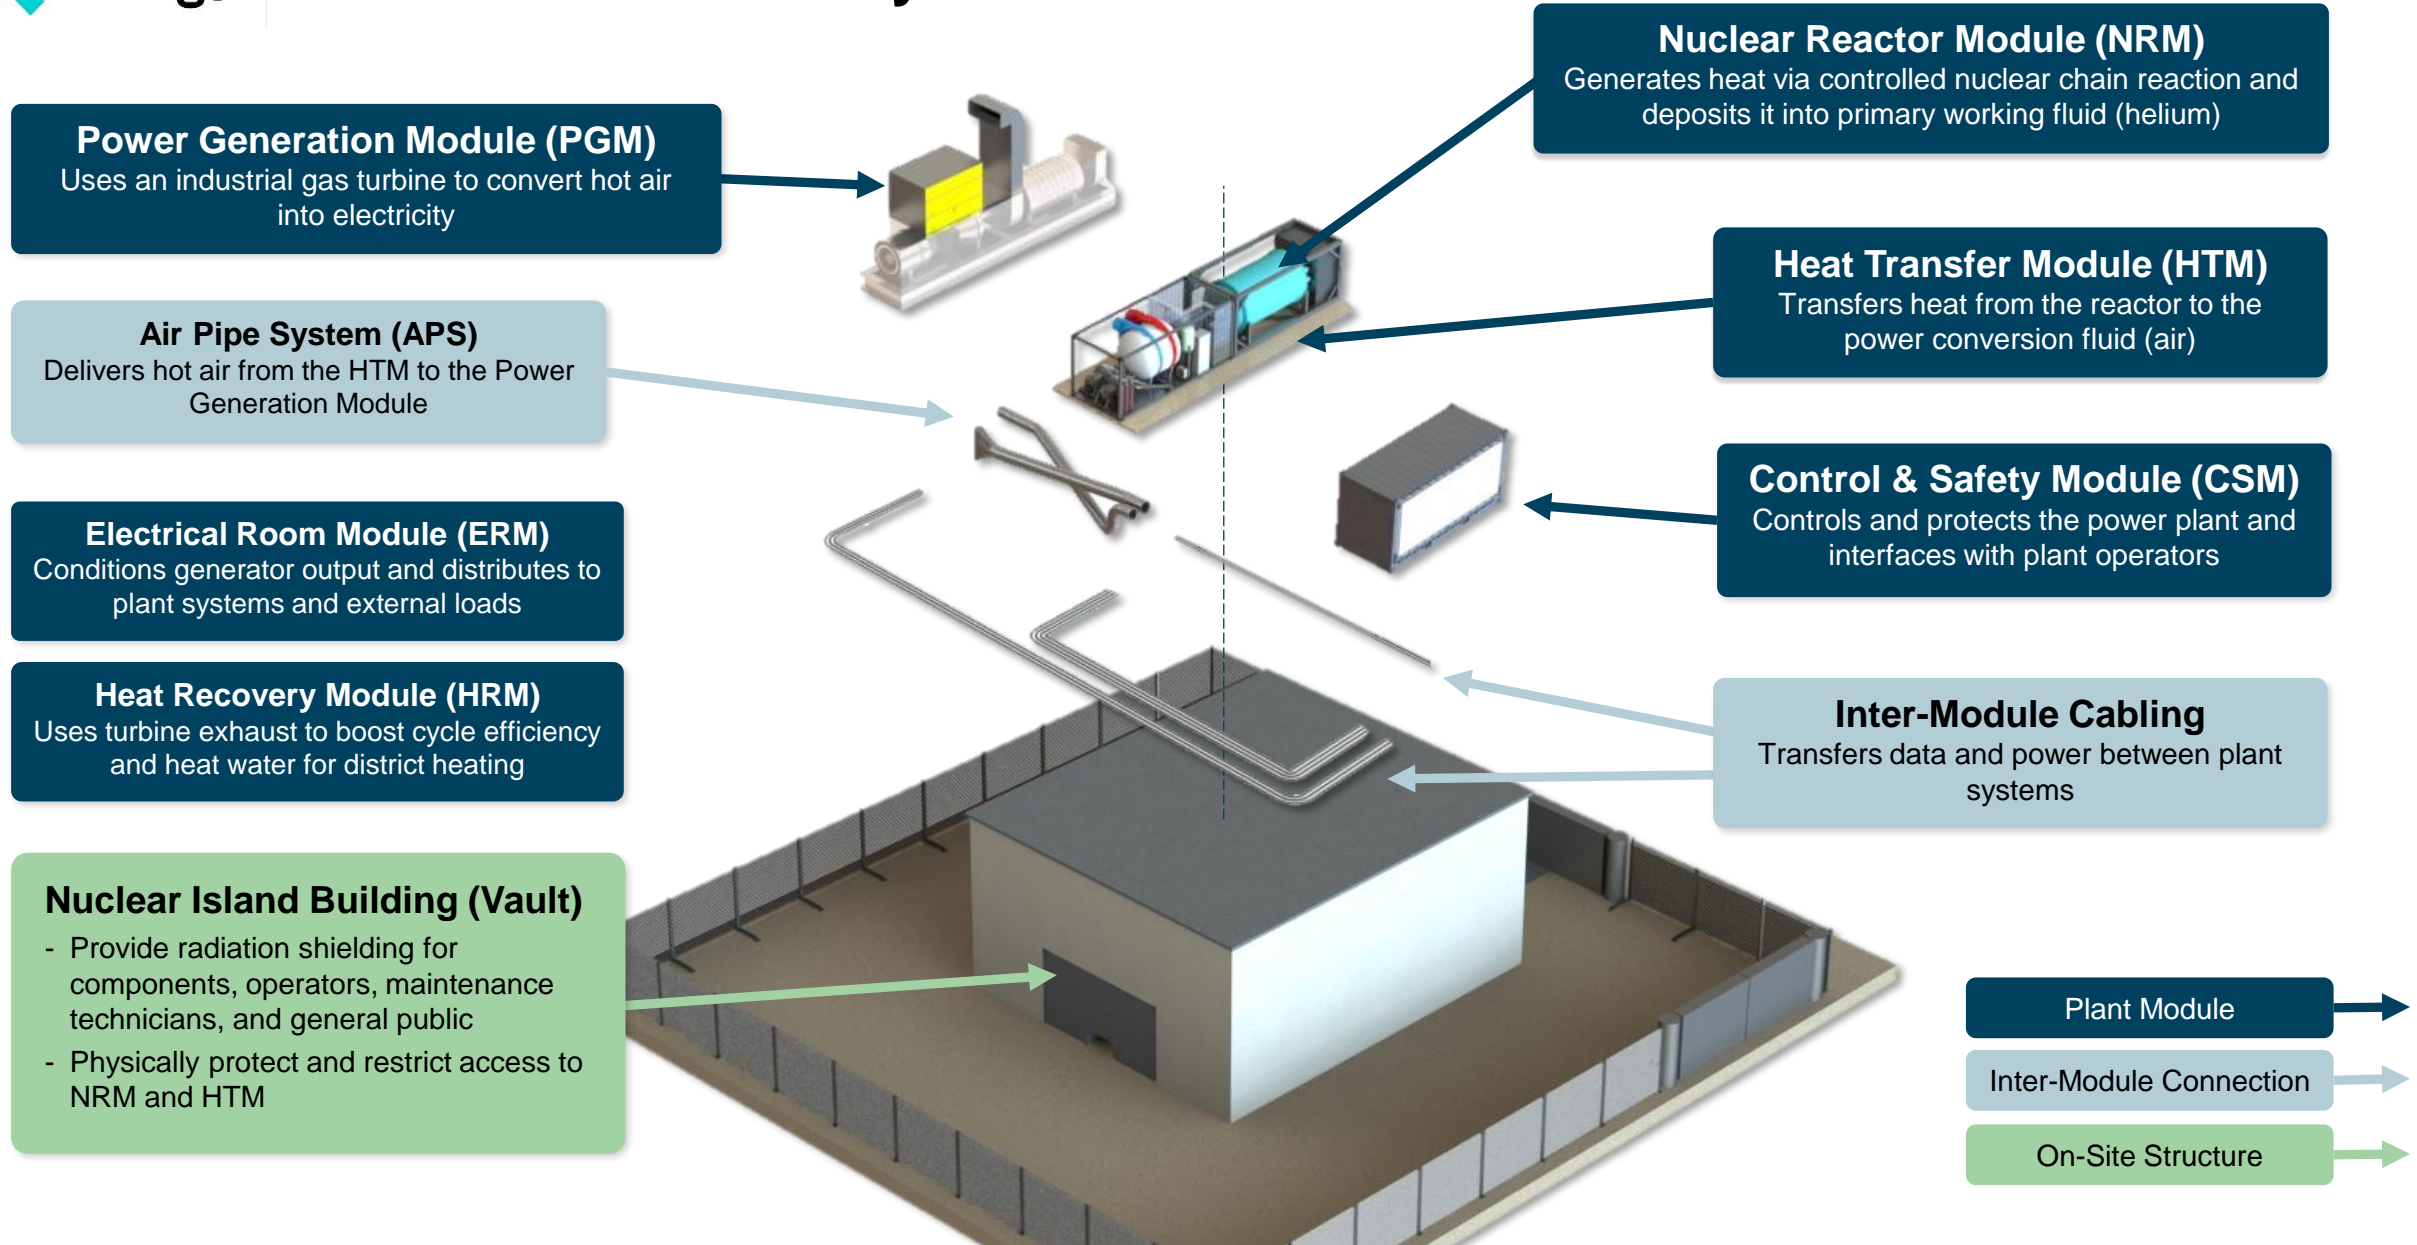 Nuclear Reactor Module (NRM)
Generates heat via controlled nuclear chain reaction and
deposits it into primary working fluid (helium)
Power Generation Module (PGM)
Uses an industrial gas turbine to convert hot air
into electricity
Heat Transfer Module (HTM)
Transfers heat from the reactor to the
power conversion fluid (air)
Air Pipe System (APS)
Delivers hot air from the HTM to the Power
Generation Module
Control & Safety Module (CSM)
Controls and protects the power plant and
interfaces with plant operators
Electrical Room Module (ERM)
Conditions generator output and distributes to
plant systems and external loads
Heat Recovery Module (HRM)
Uses turbine exhaust to boost cycle efficiency
and heat water for district heating
Inter-Module Cabling
Transfers data and power between plant
systems
Nuclear Island Building (Vault)
- Provide radiation shielding for
components, operators, maintenance
technicians, and general public
- Physically protect and restrict access to
NRM and HTM
Plant Module
Inter-Module Connection
On-Site Structure